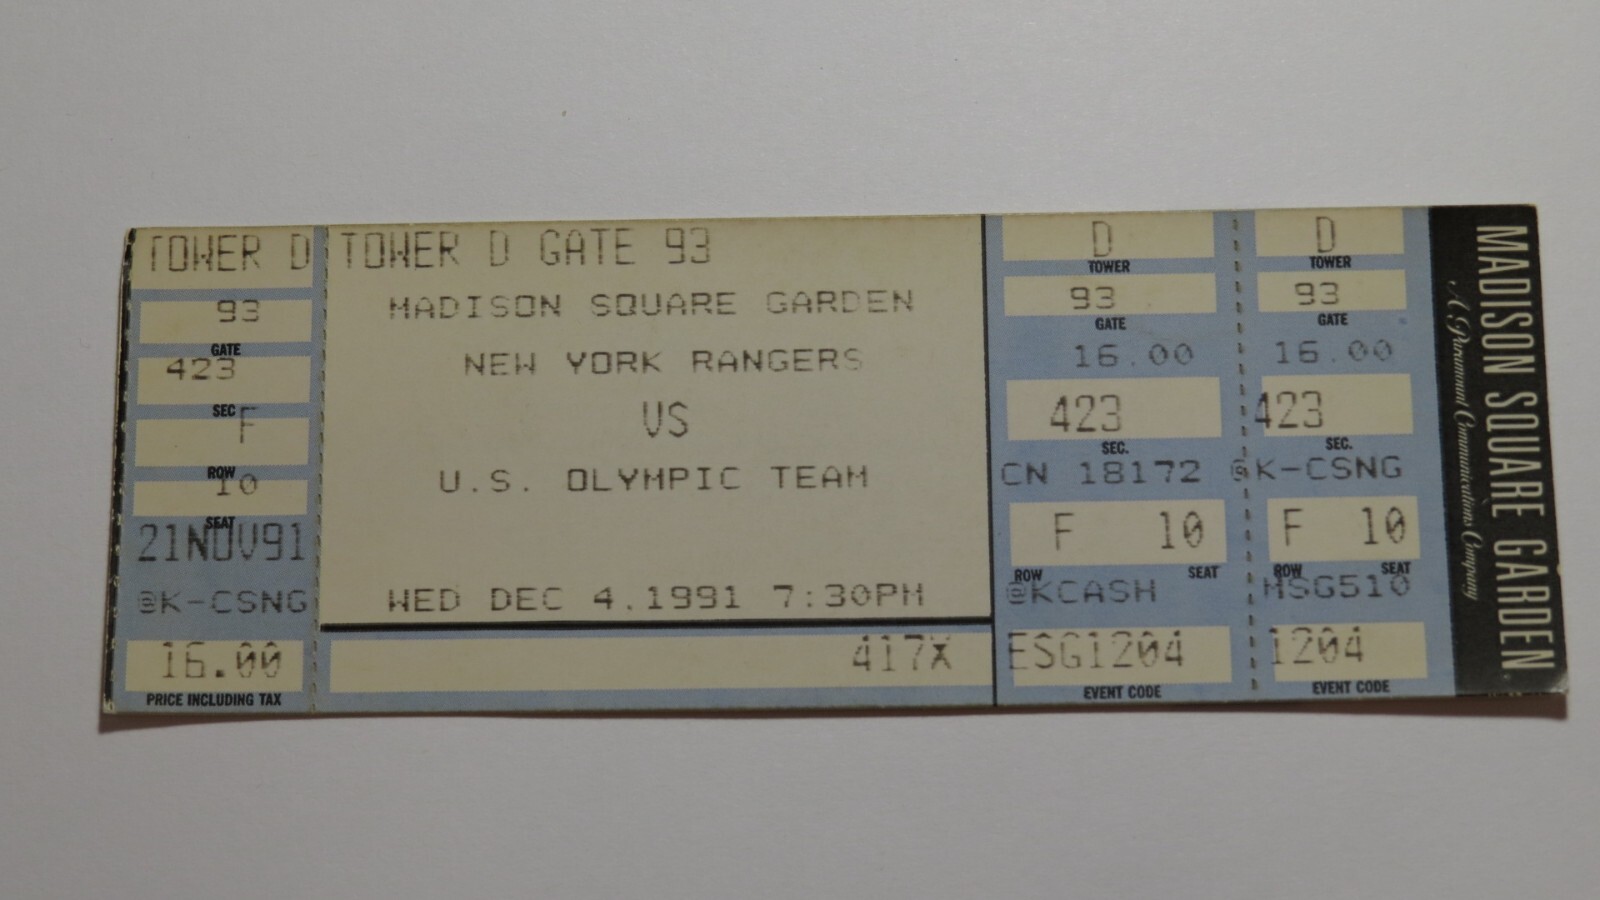 TOWER D
93
GATE
423
SEC
F
ROW
10
SEAT
21NOV91
@K-CSNG
16.00
PRICE INCLUDING TAX
TOWER D GATE 93
MADISON SQUARE GARDEN
NEW YORK RANGERS
VS
U.S. OLYMPIC TEAM
WED DEC 4.1991 7:30PM
417X
D
TOWER
93
GATE
16.00
423
SEC.
CN 18172
F 10
ROW SEAT
@KCASH
ESG1204
EVENT CODE
D
TOWER
93
GATE
16.00
423
SEC.
@K-CSNG
F 10
ROW SEAT
MSG510
1204
EVENT CODE
MADISON SQUARE GARDEN
A Paramount Communications Company